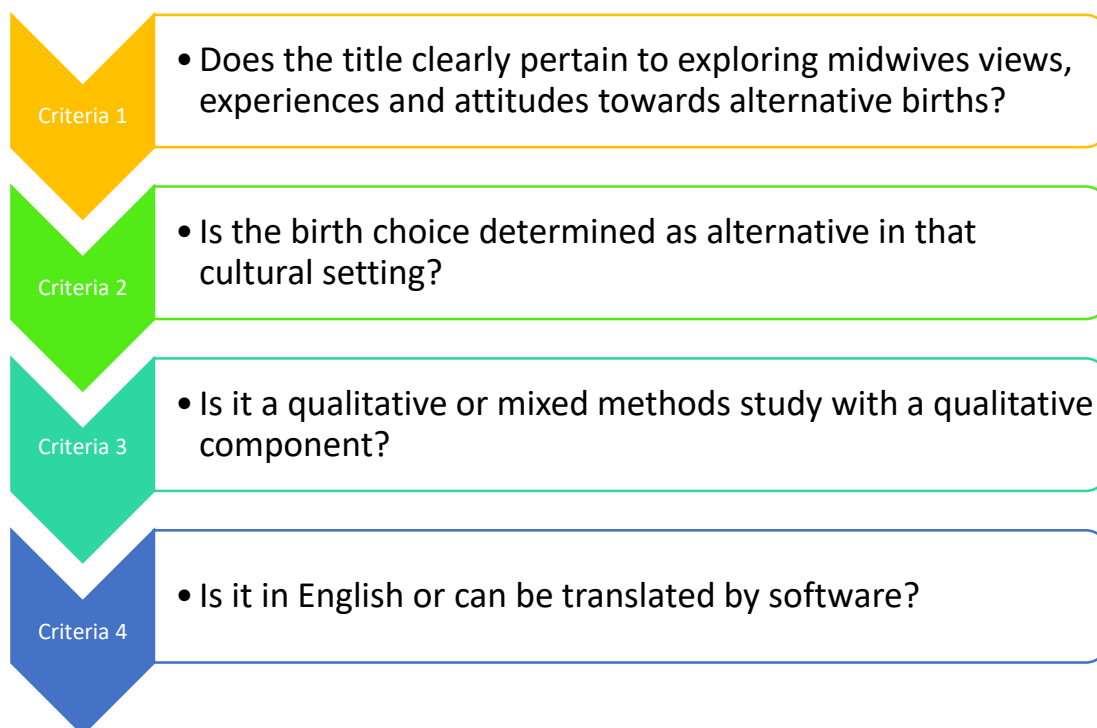 Criteria 1
• Does the title clearly pertain to exploring midwives views,
experiences and attitudes towards alternative births?
Criteria 2
• Is the birth choice determined as alternative in that
cultural setting?
Criteria 3
• Is it a qualitative or mixed methods study with a qualitative
component?
Criteria 4
• Is it in English or can be translated by software?